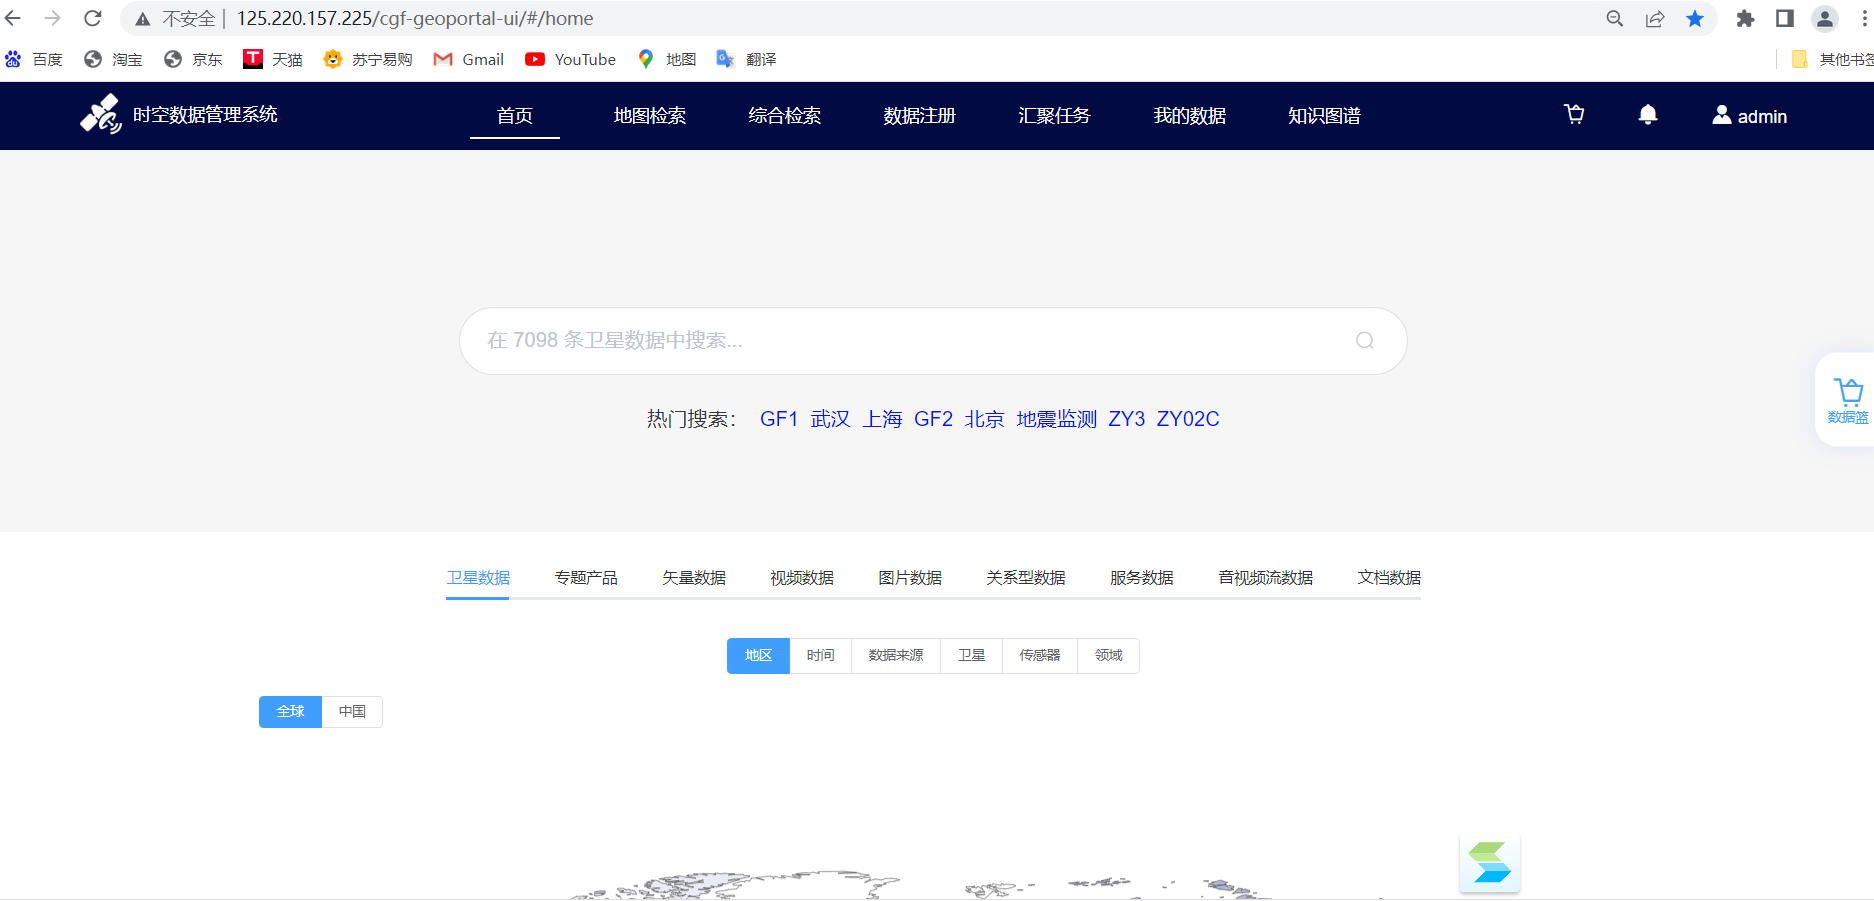 不安全 | 125.220.157.225/cgf-geoportal-ui/#/home
百度 淘宝 京东 天猫 苏宁易购 Gmail YouTube 地图 翻译 其他书签
时空数据管理系统 首页 地图检索 综合检索 数据注册 汇聚任务 我的数据 知识图谱 admin
在 7098 条卫星数据中搜索...
热门搜索： GF1 武汉 上海 GF2 北京 地震监测 ZY3 ZY02C
数据篮
卫星数据 专题产品 矢量数据 视频数据 图片数据 关系型数据 服务数据 音视频流数据 文档数据
地区 时间 数据来源 卫星 传感器 领域
全球 中国